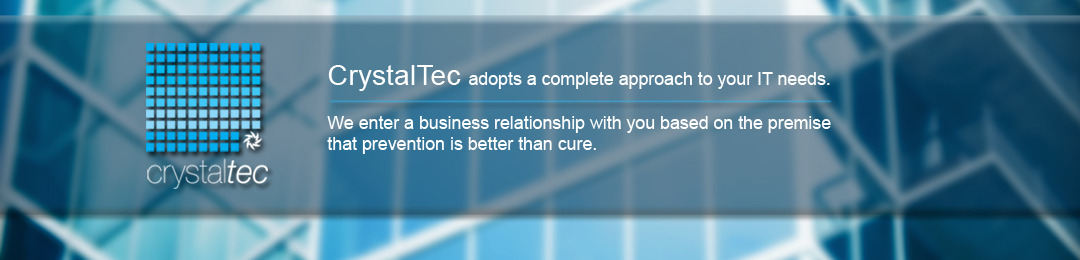 CrystalTec adopts a complete approach to your IT needs.
We enter a business relationship with you based on the premise
that prevention is better than cure.
crystaltec